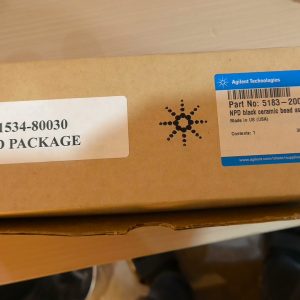 1534-80030
D PACKAGE
Agilent Technologies
Part No: 5183-200
NPD black ceramic bead as
Made in US (USA)
Contents: 1